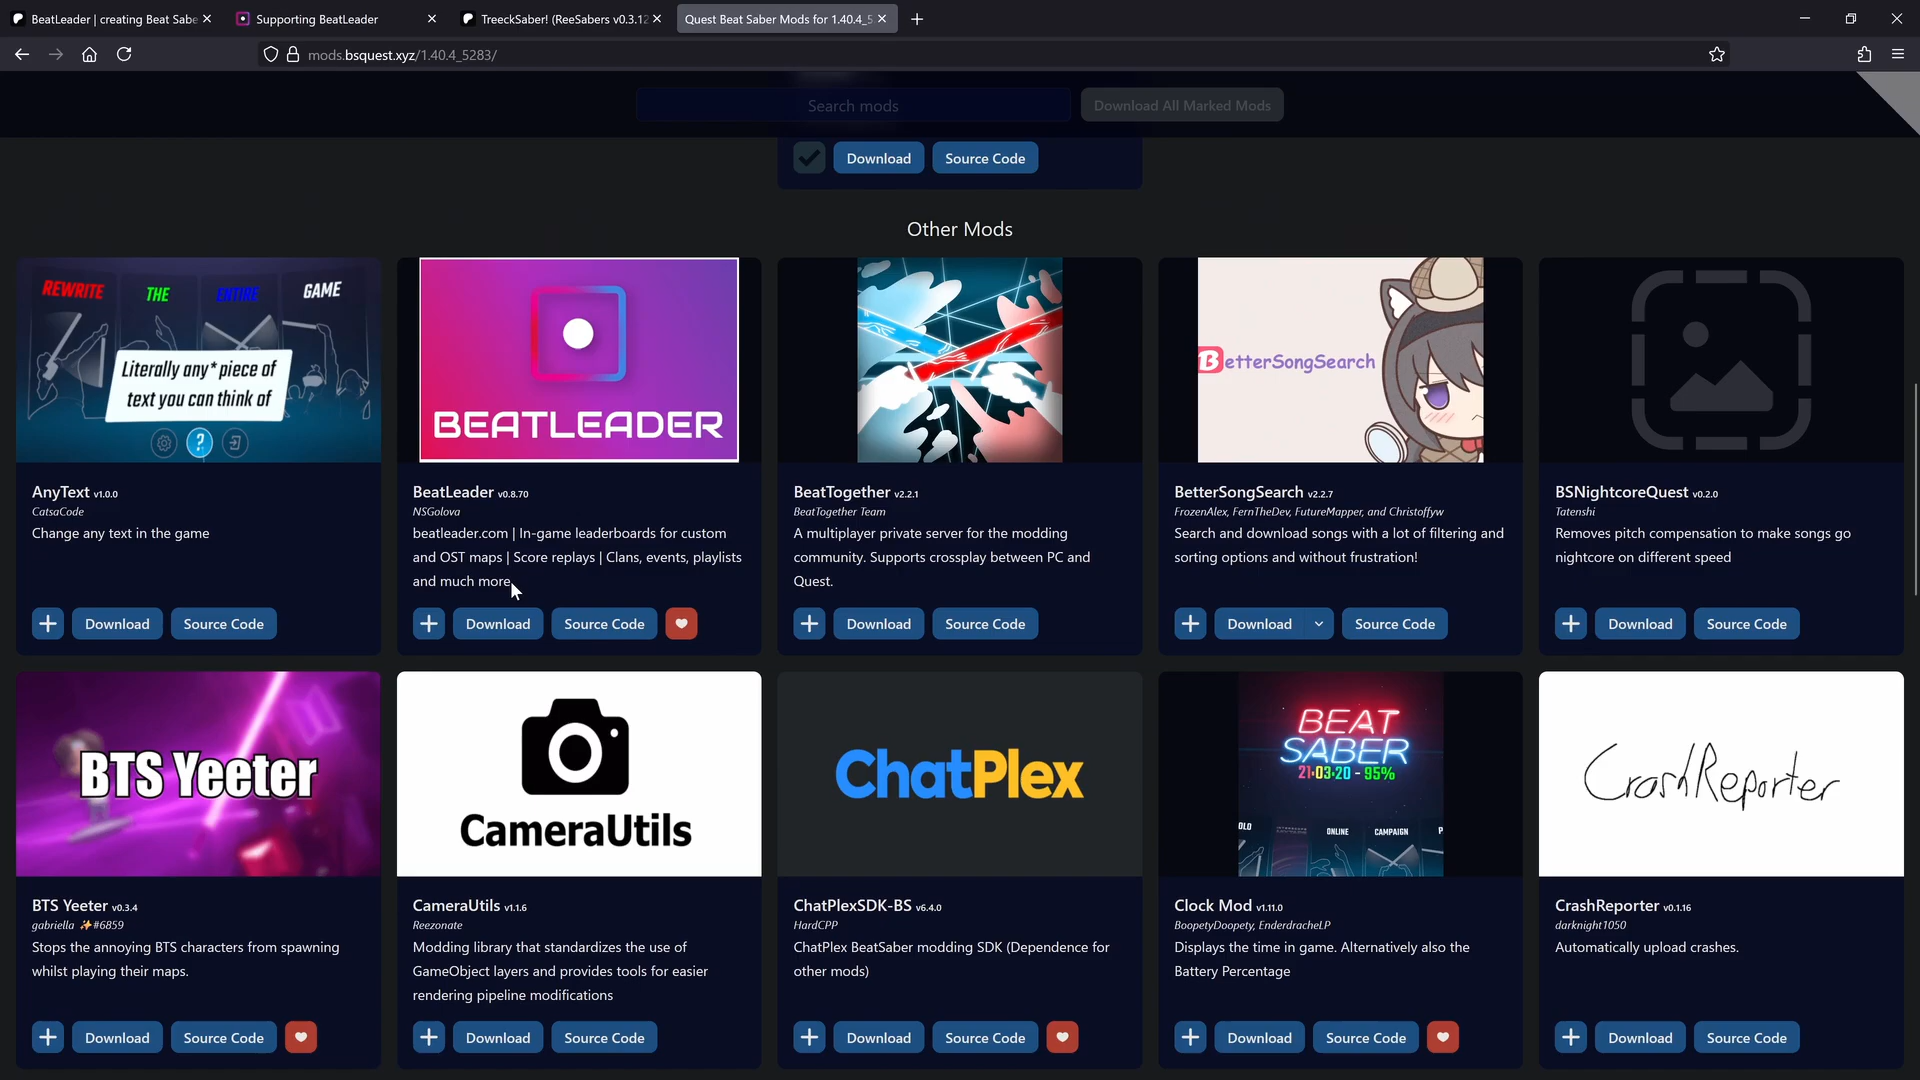 BeatLeader | creating Beat Sabe
Supporting BeatLeader
TreeckSaber! (ReeSabers v0.3.12
Quest Beat Saber Mods for 1.40.4_5
mods.bsquest.xyz/1.40.4_5283/
Search mods
Download All Marked Mods
Download
Source Code
Other Mods
REWRITE THE ENTIRE GAME
Literally any* piece of
text you can think of
BEATLEADER
BetterSongSearch
AnyText v1.0.0
CatsaCode
Change any text in the game
Download
Source Code
BeatLeader v0.8.70
NSGolova
beatleader.com | In-game leaderboards for custom
and OST maps | Score replays | Clans, events, playlists
and much more.
Download
Source Code
BeatTogether v2.2.1
BeatTogether Team
A multiplayer private server for the modding
community. Supports crossplay between PC and
Quest.
Download
Source Code
BetterSongSearch v2.2.7
FrozenAlex, FernTheDev, FutureMapper, and Christoffyw
Search and download songs with a lot of filtering and
sorting options and without frustration!
Download
Source Code
BSNightcoreQuest v0.2.0
Tatenshi
Removes pitch compensation to make songs go
nightcore on different speed
Download
Source Code
BTS Yeeter
CameraUtils
ChatPlex
BEAT
SABER
21:03:20 - 95%
OLO
ONLINE
CAMPAIGN
P
CrashReporter
BTS Yeeter v0.3.4
gabriella ✨#6859
Stops the annoying BTS characters from spawning
whilst playing their maps.
Download
Source Code
CameraUtils v1.1.6
Reezonate
Modding library that standardizes the use of
GameObject layers and provides tools for easier
rendering pipeline modifications
Download
Source Code
ChatPlexSDK-BS v6.4.0
HardCPP
ChatPlex BeatSaber modding SDK (Dependence for
other mods)
Download
Source Code
Clock Mod v1.11.0
BoopetyDoopety, EnderdracheLP
Displays the time in game. Alternatively also the
Battery Percentage
Download
Source Code
CrashReporter v0.1.16
darknight1050
Automatically upload crashes.
Download
Source Code